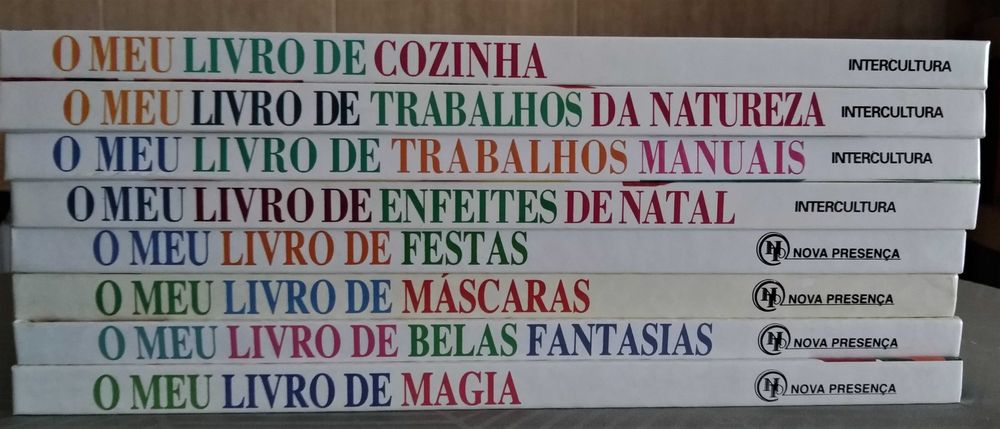 O MEU LIVRO DE COZINHA INTERCULTURA
O MEU LIVRO DE TRABALHOS DA NATUREZA INTERCULTURA
O MEU LIVRO DE TRABALHOS MANUAIS INTERCULTURA
O MEU LIVRO DE ENFEITES DE NATAL INTERCULTURA
O MEU LIVRO DE FESTAS NOVA PRESENÇA
O MEU LIVRO DE MÁSCARAS NOVA PRESENÇA
O MEU LIVRO DE BELAS FANTASIAS NOVA PRESENÇA
O MEU LIVRO DE MAGIA NOVA PRESENÇA